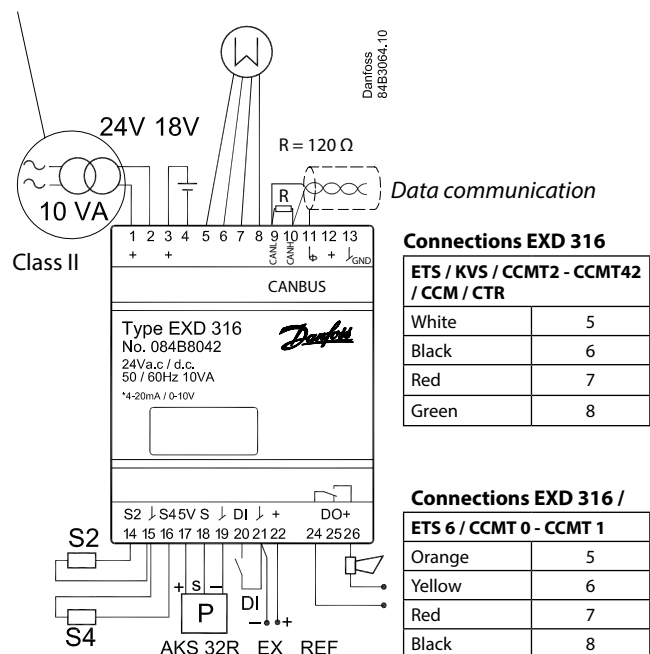 Danfoss
84B3064.10
24V 18V
R = 120 Ω
R
Data communication
10 VA
Class II
1 2 3 4 5 6 7 8 9 10 11 12 13
+ + CANL CANH + GND
CANBUS
Type EXD 316
No. 084B8042
24Va.c / d.c.
50 / 60Hz 10VA
*4-20mA / 0-10V
Danfoss
S2 S4 5V S DI + DO+
14 15 16 17 18 19 20 21 22 24 25 26
S2
S4
+ S −
P
DI
− +
AKS 32R EX REF
Connections EXD 316
ETS / KVS / CCMT2 - CCMT42
/ CCM / CTR
White 5
Black 6
Red 7
Green 8
Connections EXD 316 /
ETS 6 / CCMT 0 - CCMT 1
Orange 5
Yellow 6
Red 7
Black 8